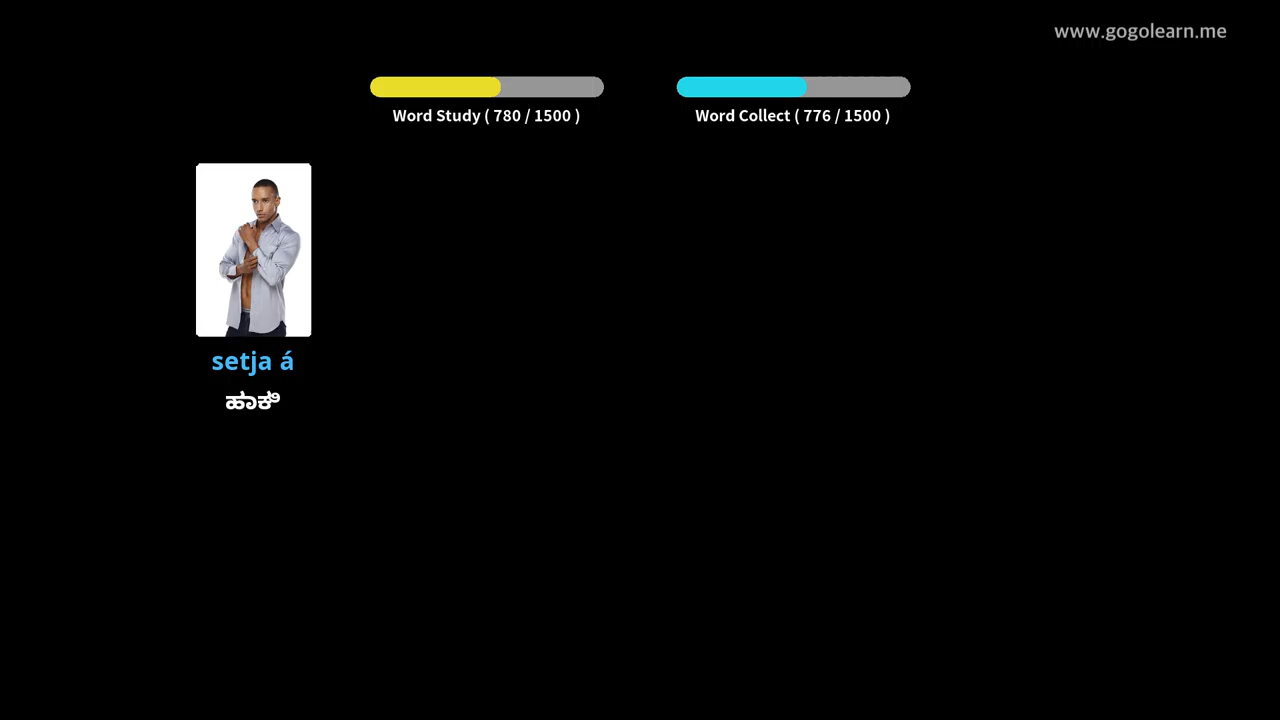 www.gogolearn.me
Word Study ( 780 / 1500 )
Word Collect ( 776 / 1500 )
setja á
ಹಾಕಿ